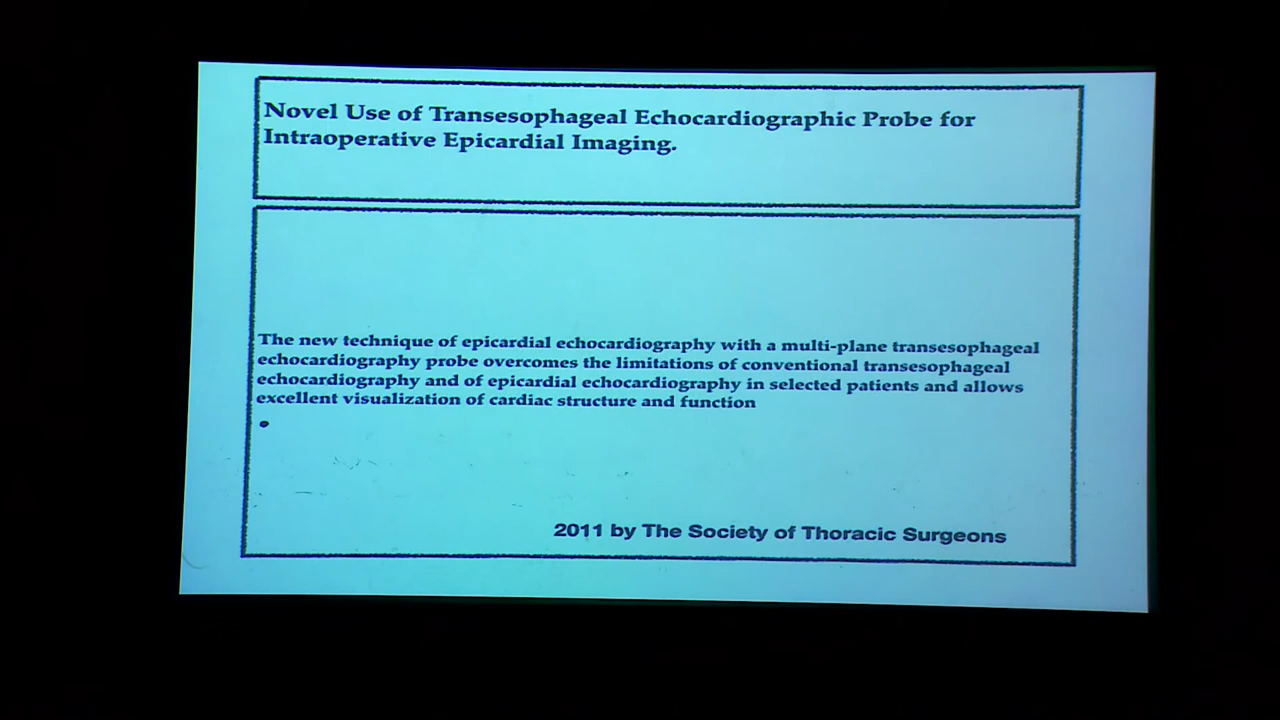 Novel Use of Transesophageal Echocardiographic Probe for
Intraoperative Epicardial Imaging.
The new technique of epicardial echocardiography with a multi-plane transesophageal
echocardiography probe overcomes the limitations of conventional transesophageal
echocardiography and of epicardial echocardiography in selected patients and allows
excellent visualization of cardiac structure and function
2011 by The Society of Thoracic Surgeons